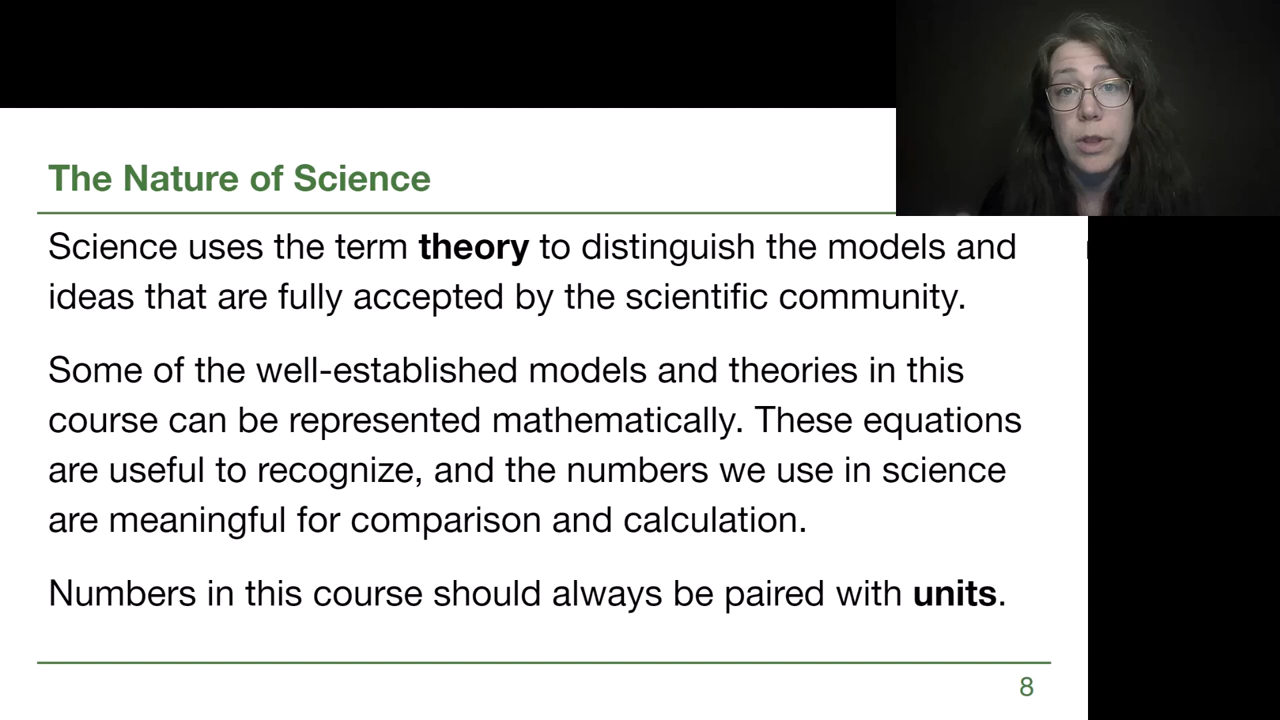 The Nature of Science
Science uses the term theory to distinguish the models and
ideas that are fully accepted by the scientific community.
Some of the well-established models and theories in this
course can be represented mathematically. These equations
are useful to recognize, and the numbers we use in science
are meaningful for comparison and calculation.
Numbers in this course should always be paired with units.
8